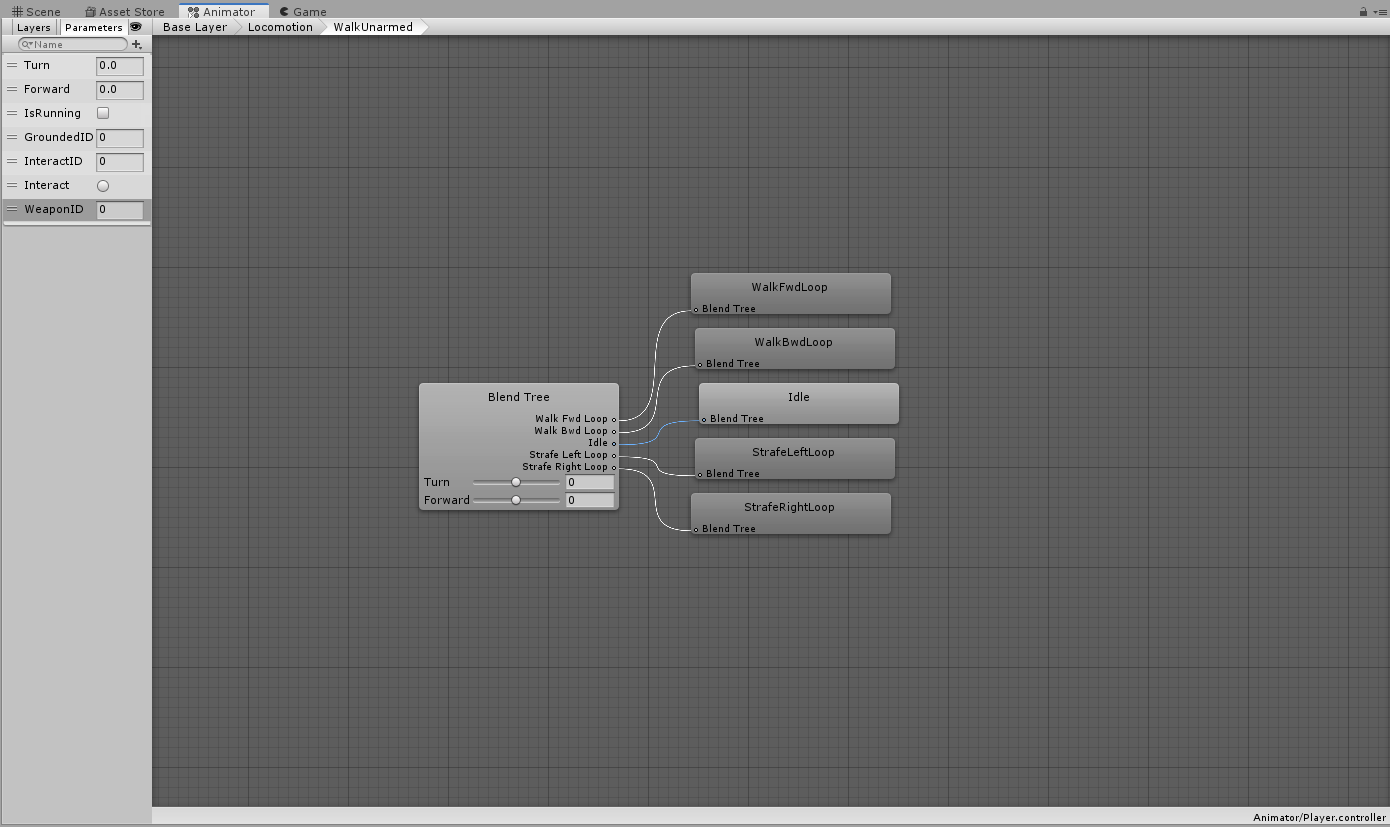 Scene Asset Store Animator Game
Layers Parameters Base Layer Locomotion WalkUnarmed
Name
Turn 0.0
Forward 0.0
IsRunning
GroundedID 0
InteractID 0
Interact
WeaponID 0
WalkFwdLoop
Blend Tree
WalkBwdLoop
Blend Tree
Idle
Blend Tree
StrafeLeftLoop
Blend Tree
StrafeRightLoop
Blend Tree
Blend Tree
Walk Fwd Loop
Walk Bwd Loop
Idle
Strafe Left Loop
Strafe Right Loop
Turn 0
Forward 0
Animator/Player.controller